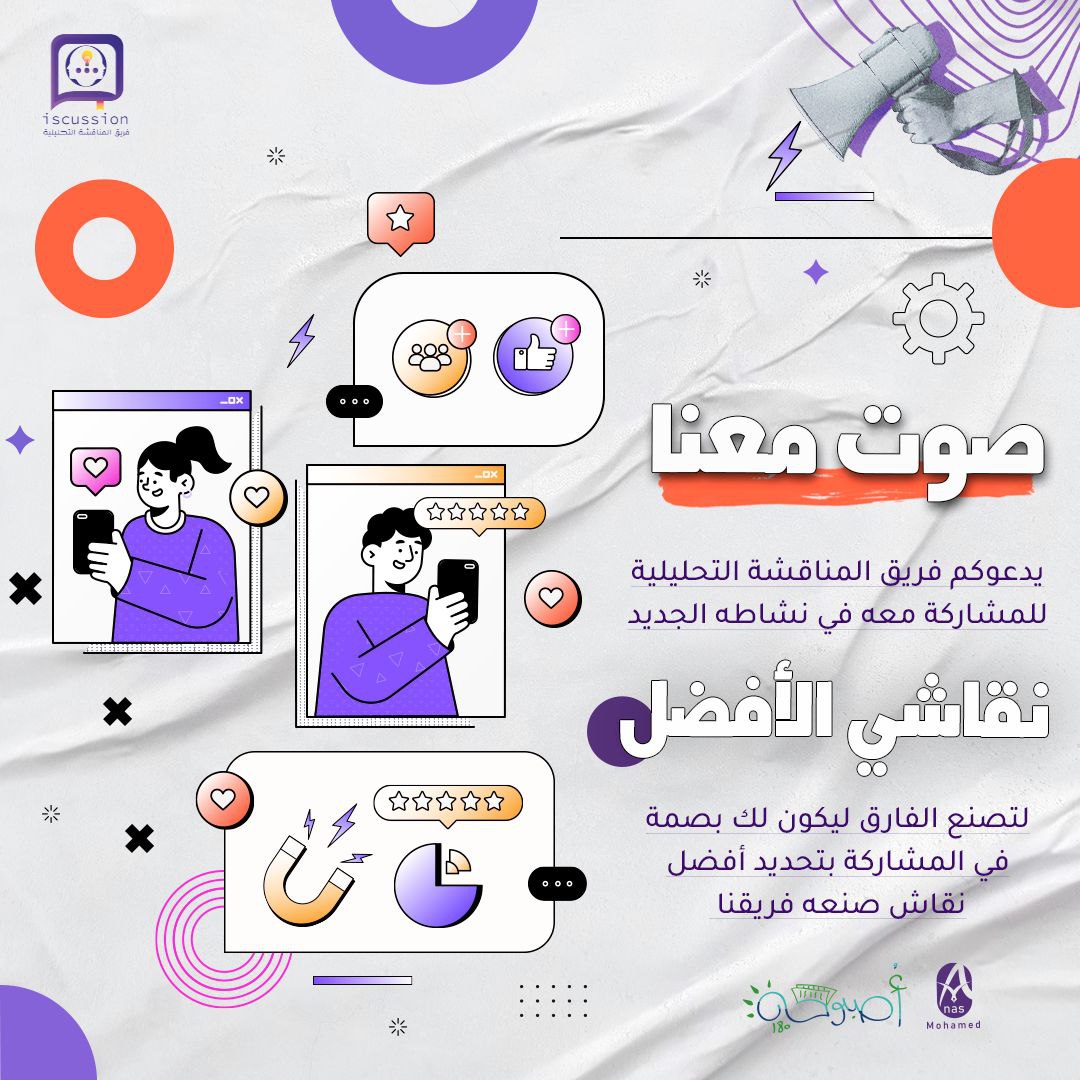 iscussion
فريق المناقشة التحليلية
صوت معنا
يدعوكم فريق المناقشة التحليلية
للمشاركة معه في نشاطه الجديد
نقاشي الأفضل
لتصنع الفارق ليكون لك بصمة
في المشاركة بتحديد أفضل
نقاش صنعه فريقنا
أصبوحة
180
nas
Mohamed